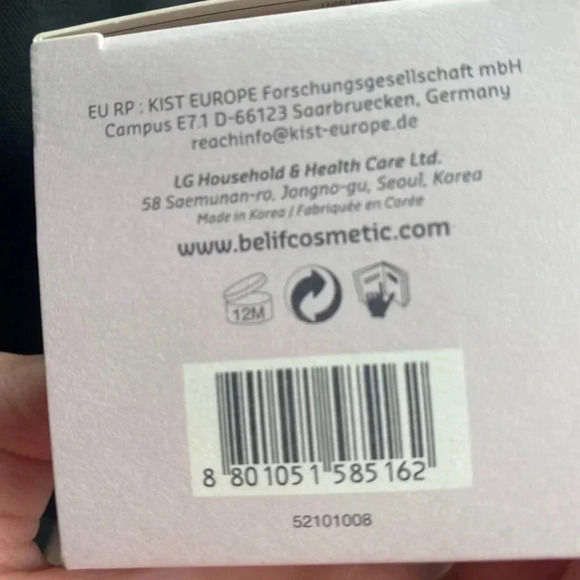 EU RP : KIST EUROPE Forschungsgesellschaft mbH
Campus E7.1 D-66123 Saarbruecken, Germany
reachinfo@kist-europe.de
LG Household & Health Care Ltd.
58 Saemunan-ro, Jongno-gu, Seoul, Korea
Made in Korea / Fabriquée en Corée
www.belifcosmetic.com
12M
8 801051 585162
52101008